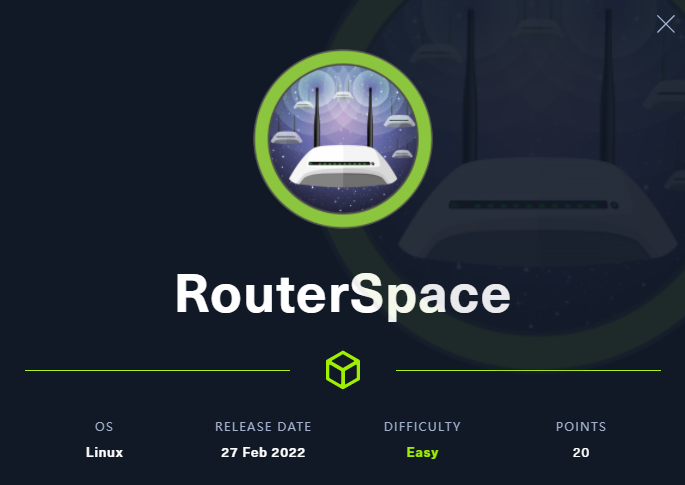 RouterSpace
OS RELEASE DATE DIFFICULTY POINTS
Linux 27 Feb 2022 Easy 20